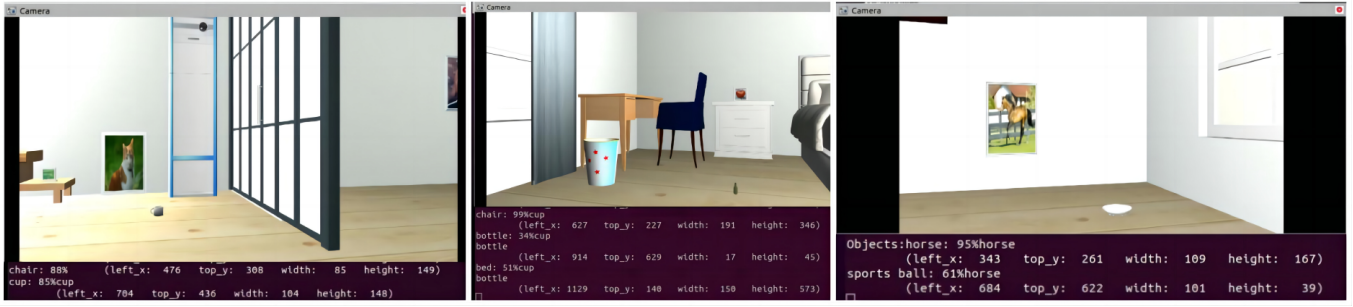 Camera
chair: 88% (left_x: 476 top_y: 308 width: 85 height: 149)
cup: 85%cup
(left_x: 704 top_y: 436 width: 104 height: 148)
Camera
chair: 99%cup
(left_x: 627 top_y: 227 width: 191 height: 346)
bottle: 34%cup
bottle
(left_x: 914 top_y: 629 width: 17 height: 45)
bed: 51%cup
bottle
(left_x: 1129 top_y: 140 width: 150 height: 573)
Camera
Objects:horse: 95%horse
(left_x: 343 top_y: 261 width: 109 height: 167)
sports ball: 61%horse
(left_x: 684 top_y: 622 width: 101 height: 39)